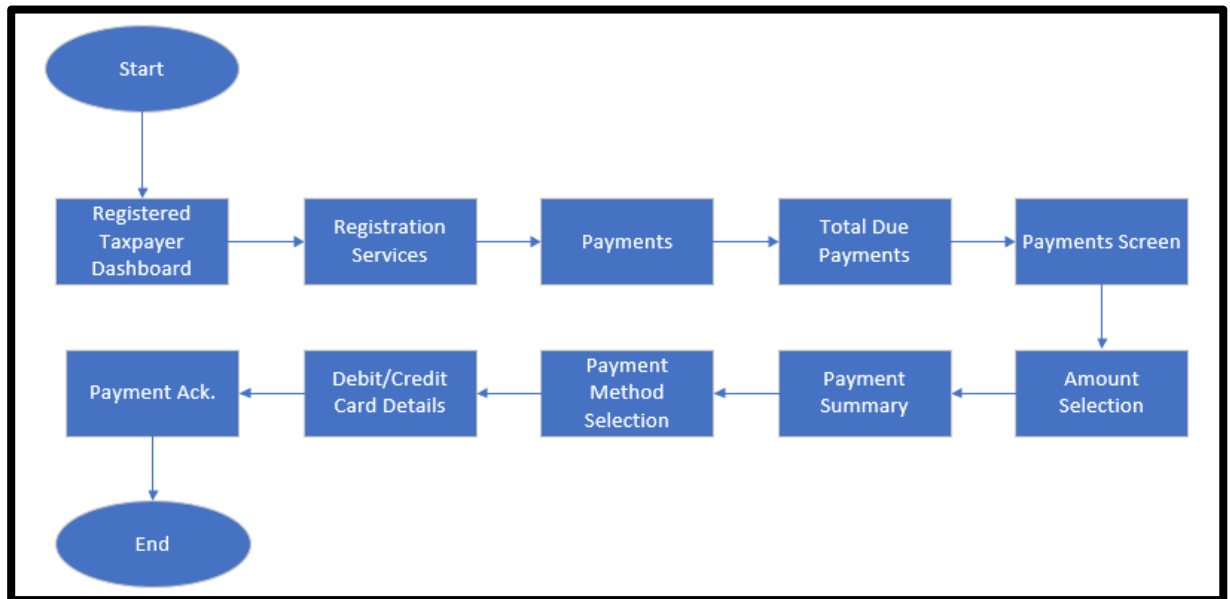 Start
Registered
Taxpayer
Dashboard
Registration
Services
Payments
Total Due
Payments
Payments Screen
Amount
Selection
Payment
Summary
Payment
Method
Selection
Debit/Credit
Card Details
Payment Ack.
End